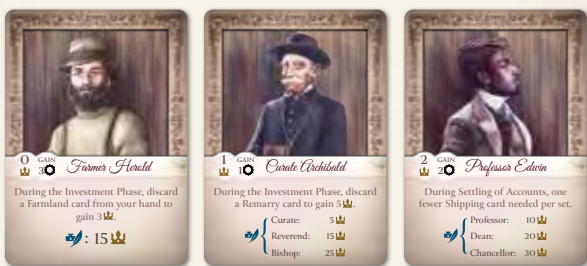 0 GAIN 3 Farmer Herold
During the Investment Phase, discard
a Farmland card from your hand to
gain 3.
: 15
1 GAIN 1 Curate Archibald
During the Investment Phase, discard
a Remarry card to gain 5.
Curate: 5
Reverend: 15
Bishop: 25
2 GAIN 2 Professor Edwin
During Settling of Accounts, one
fewer Shipping card needed per set.
Professor: 10
Dean: 20
Chancellor: 30